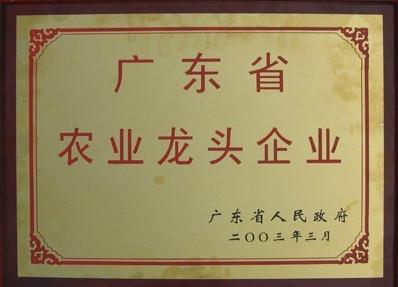 广东省
农业龙头企业
广东省人民政府
二〇〇三年三月